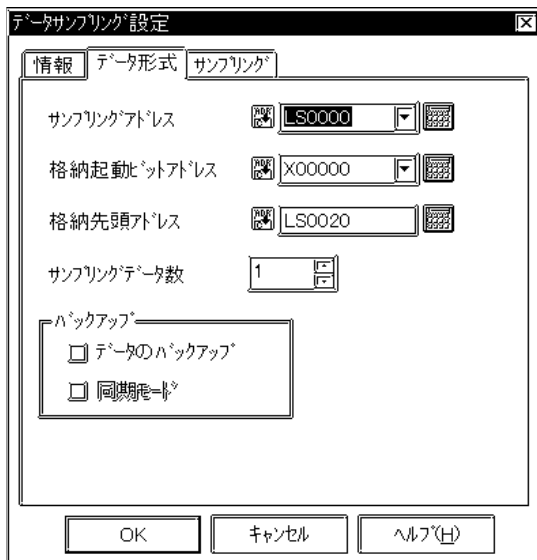 ﾃﾞｰﾀｻﾝﾌﾟﾘﾝｸﾞ設定
情報 ﾃﾞｰﾀ形式 ｻﾝﾌﾟﾘﾝｸﾞ
ｻﾝﾌﾟﾘﾝｸﾞｱﾄﾞﾚｽ LS0000
格納起動ﾋﾞｯﾄｱﾄﾞﾚｽ X00000
格納先頭ｱﾄﾞﾚｽ LS0020
ｻﾝﾌﾟﾘﾝｸﾞﾃﾞｰﾀ数 1
ﾊﾞｯｸｱｯﾌﾟ
ﾃﾞｰﾀのﾊﾞｯｸｱｯﾌﾟ
同期ﾓｰﾄﾞ
OK ｷｬﾝｾﾙ ﾍﾙﾌﾟ(H)